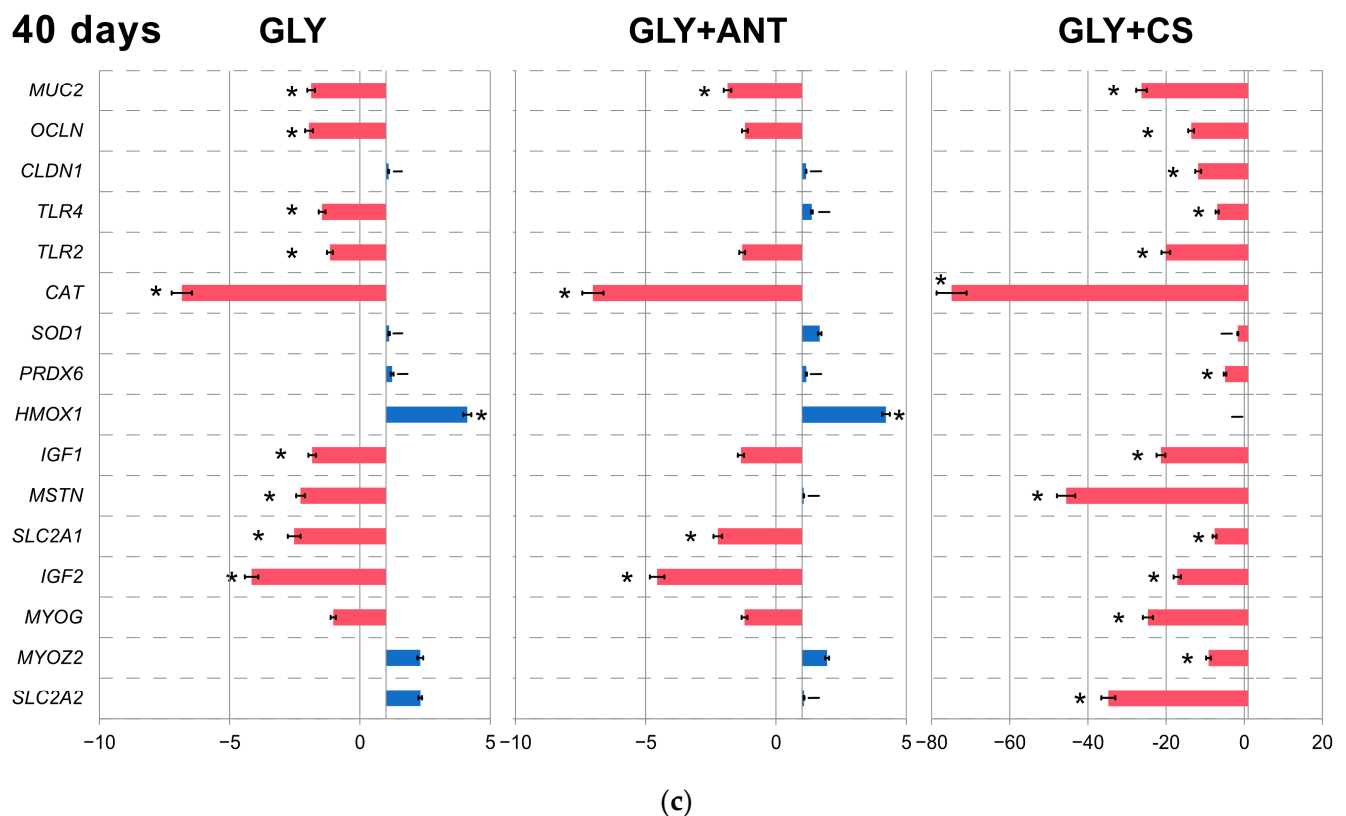 40 days GLY GLY+ANT GLY+CS
MUC2 * * *
OCLN * *
CLDN1 – – *
TLR4 * – *
TLR2 * *
CAT * * *
SOD1 – –
PRDX6 – – *
HMOX1 * * –
IGF1 * *
MSTN * – *
SLC2A1 * * *
IGF2 * * *
MYOG *
MYOZ2 *
SLC2A2 – *
−10 −5 0 5 −10 −5 0 5 −80 −60 −40 −20 0 20
(c)